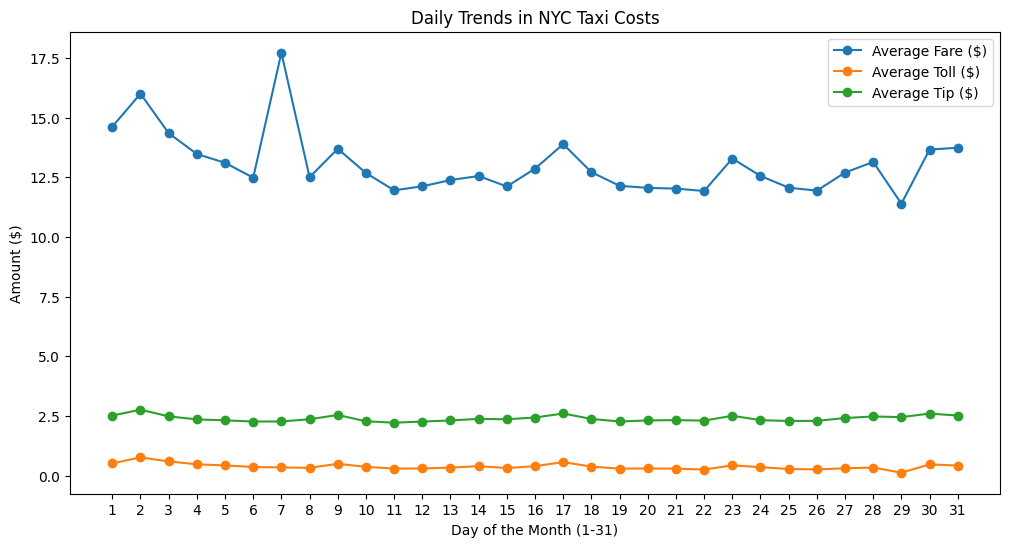 Daily Trends in NYC Taxi Costs
Average Fare ($)
Average Toll ($)
Average Tip ($)
Amount ($)
17.5
15.0
12.5
10.0
7.5
5.0
2.5
0.0
1 2 3 4 5 6 7 8 9 10 11 12 13 14 15 16 17 18 19 20 21 22 23 24 25 26 27 28 29 30 31
Day of the Month (1-31)